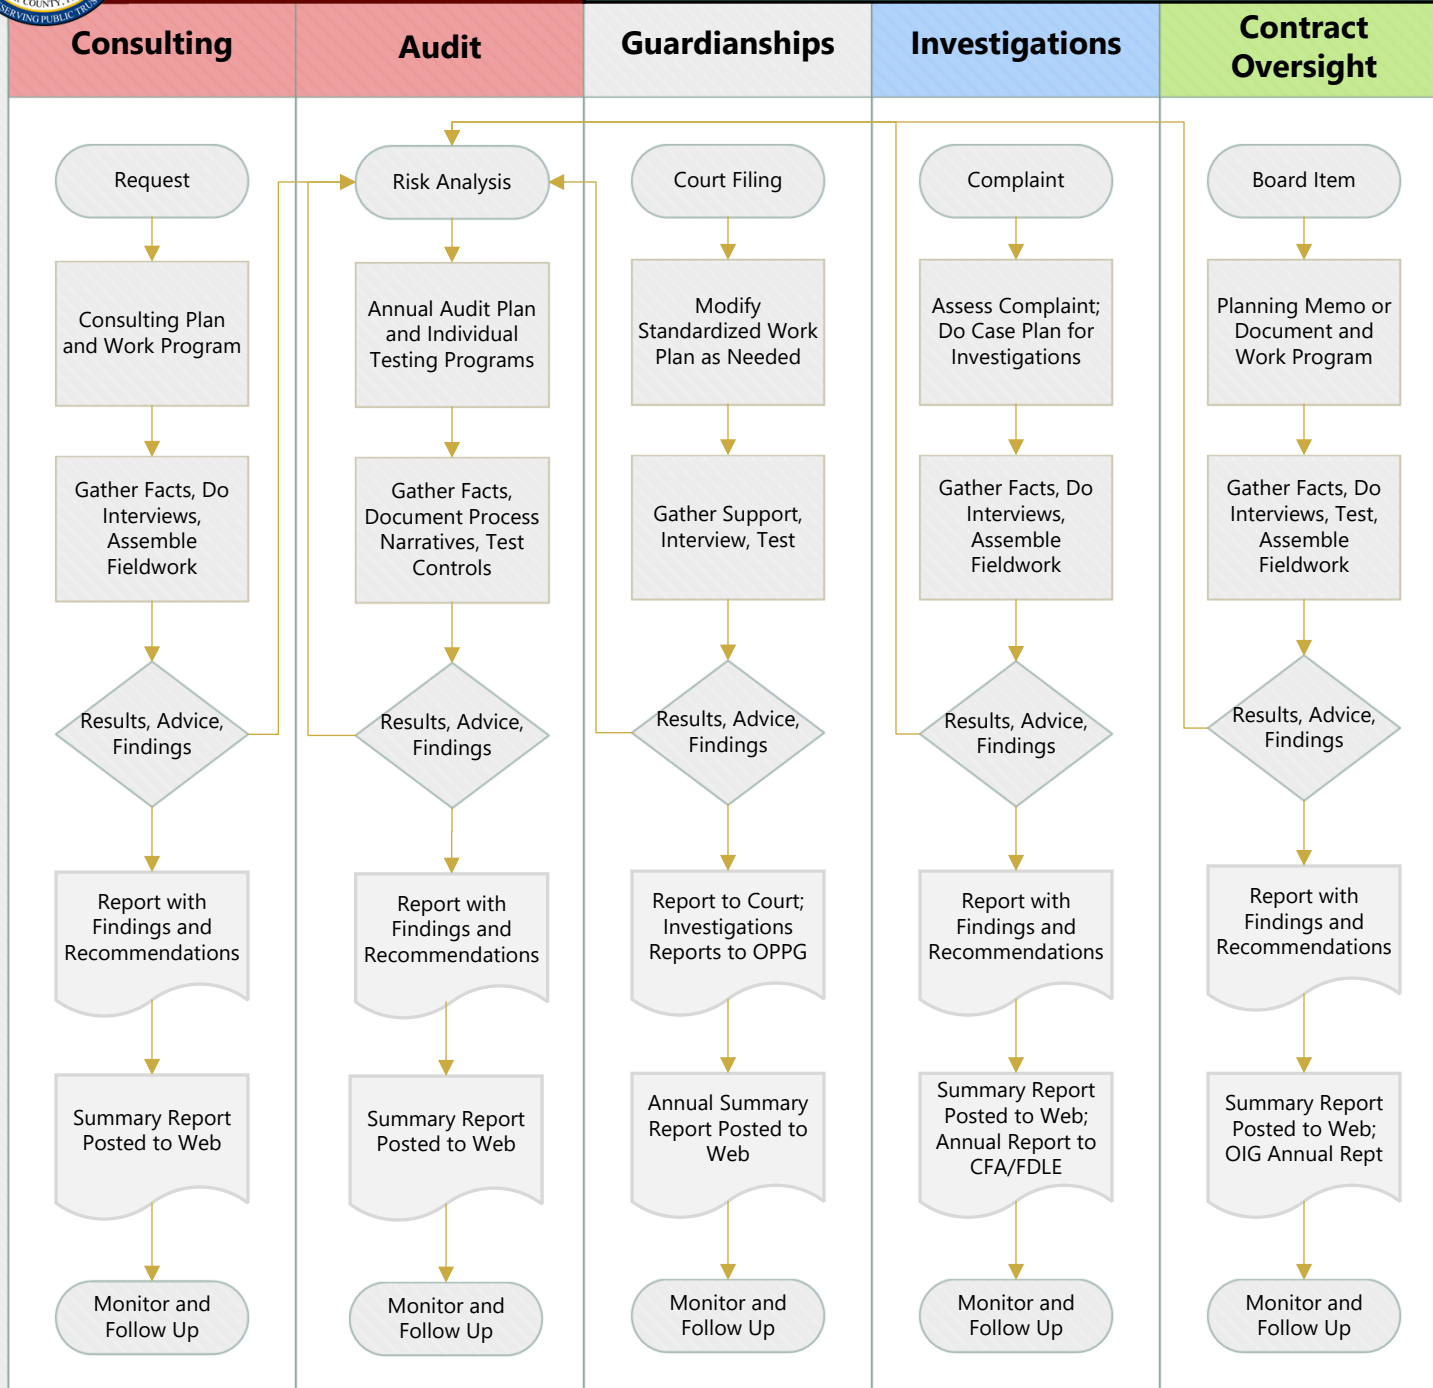 COUNTY,
SERVING PUBLIC TRUS
Consulting
Audit
Guardianships
Investigations
Contract
Oversight
Request
Consulting Plan
and Work Program
Gather Facts, Do
Interviews,
Assemble
Fieldwork
Results, Advice,
Findings
Report with
Findings and
Recommendations
Summary Report
Posted to Web
Monitor and
Follow Up
Risk Analysis
Annual Audit Plan
and Individual
Testing Programs
Gather Facts,
Document Process
Narratives, Test
Controls
Results, Advice,
Findings
Report with
Findings and
Recommendations
Summary Report
Posted to Web
Monitor and
Follow Up
Court Filing
Modify
Standardized Work
Plan as Needed
Gather Support,
Interview, Test
Results, Advice,
Findings
Report to Court;
Investigations
Reports to OPPG
Annual Summary
Report Posted to
Web
Monitor and
Follow Up
Complaint
Assess Complaint;
Do Case Plan for
Investigations
Gather Facts, Do
Interviews,
Assemble
Fieldwork
Results, Advice,
Findings
Report with
Findings and
Recommendations
Summary Report
Posted to Web;
Annual Report to
CFA/FDLE
Monitor and
Follow Up
Board Item
Planning Memo or
Document and
Work Program
Gather Facts, Do
Interviews, Test,
Assemble
Fieldwork
Results, Advice,
Findings
Report with
Findings and
Recommendations
Summary Report
Posted to Web;
OIG Annual Rept
Monitor and
Follow Up